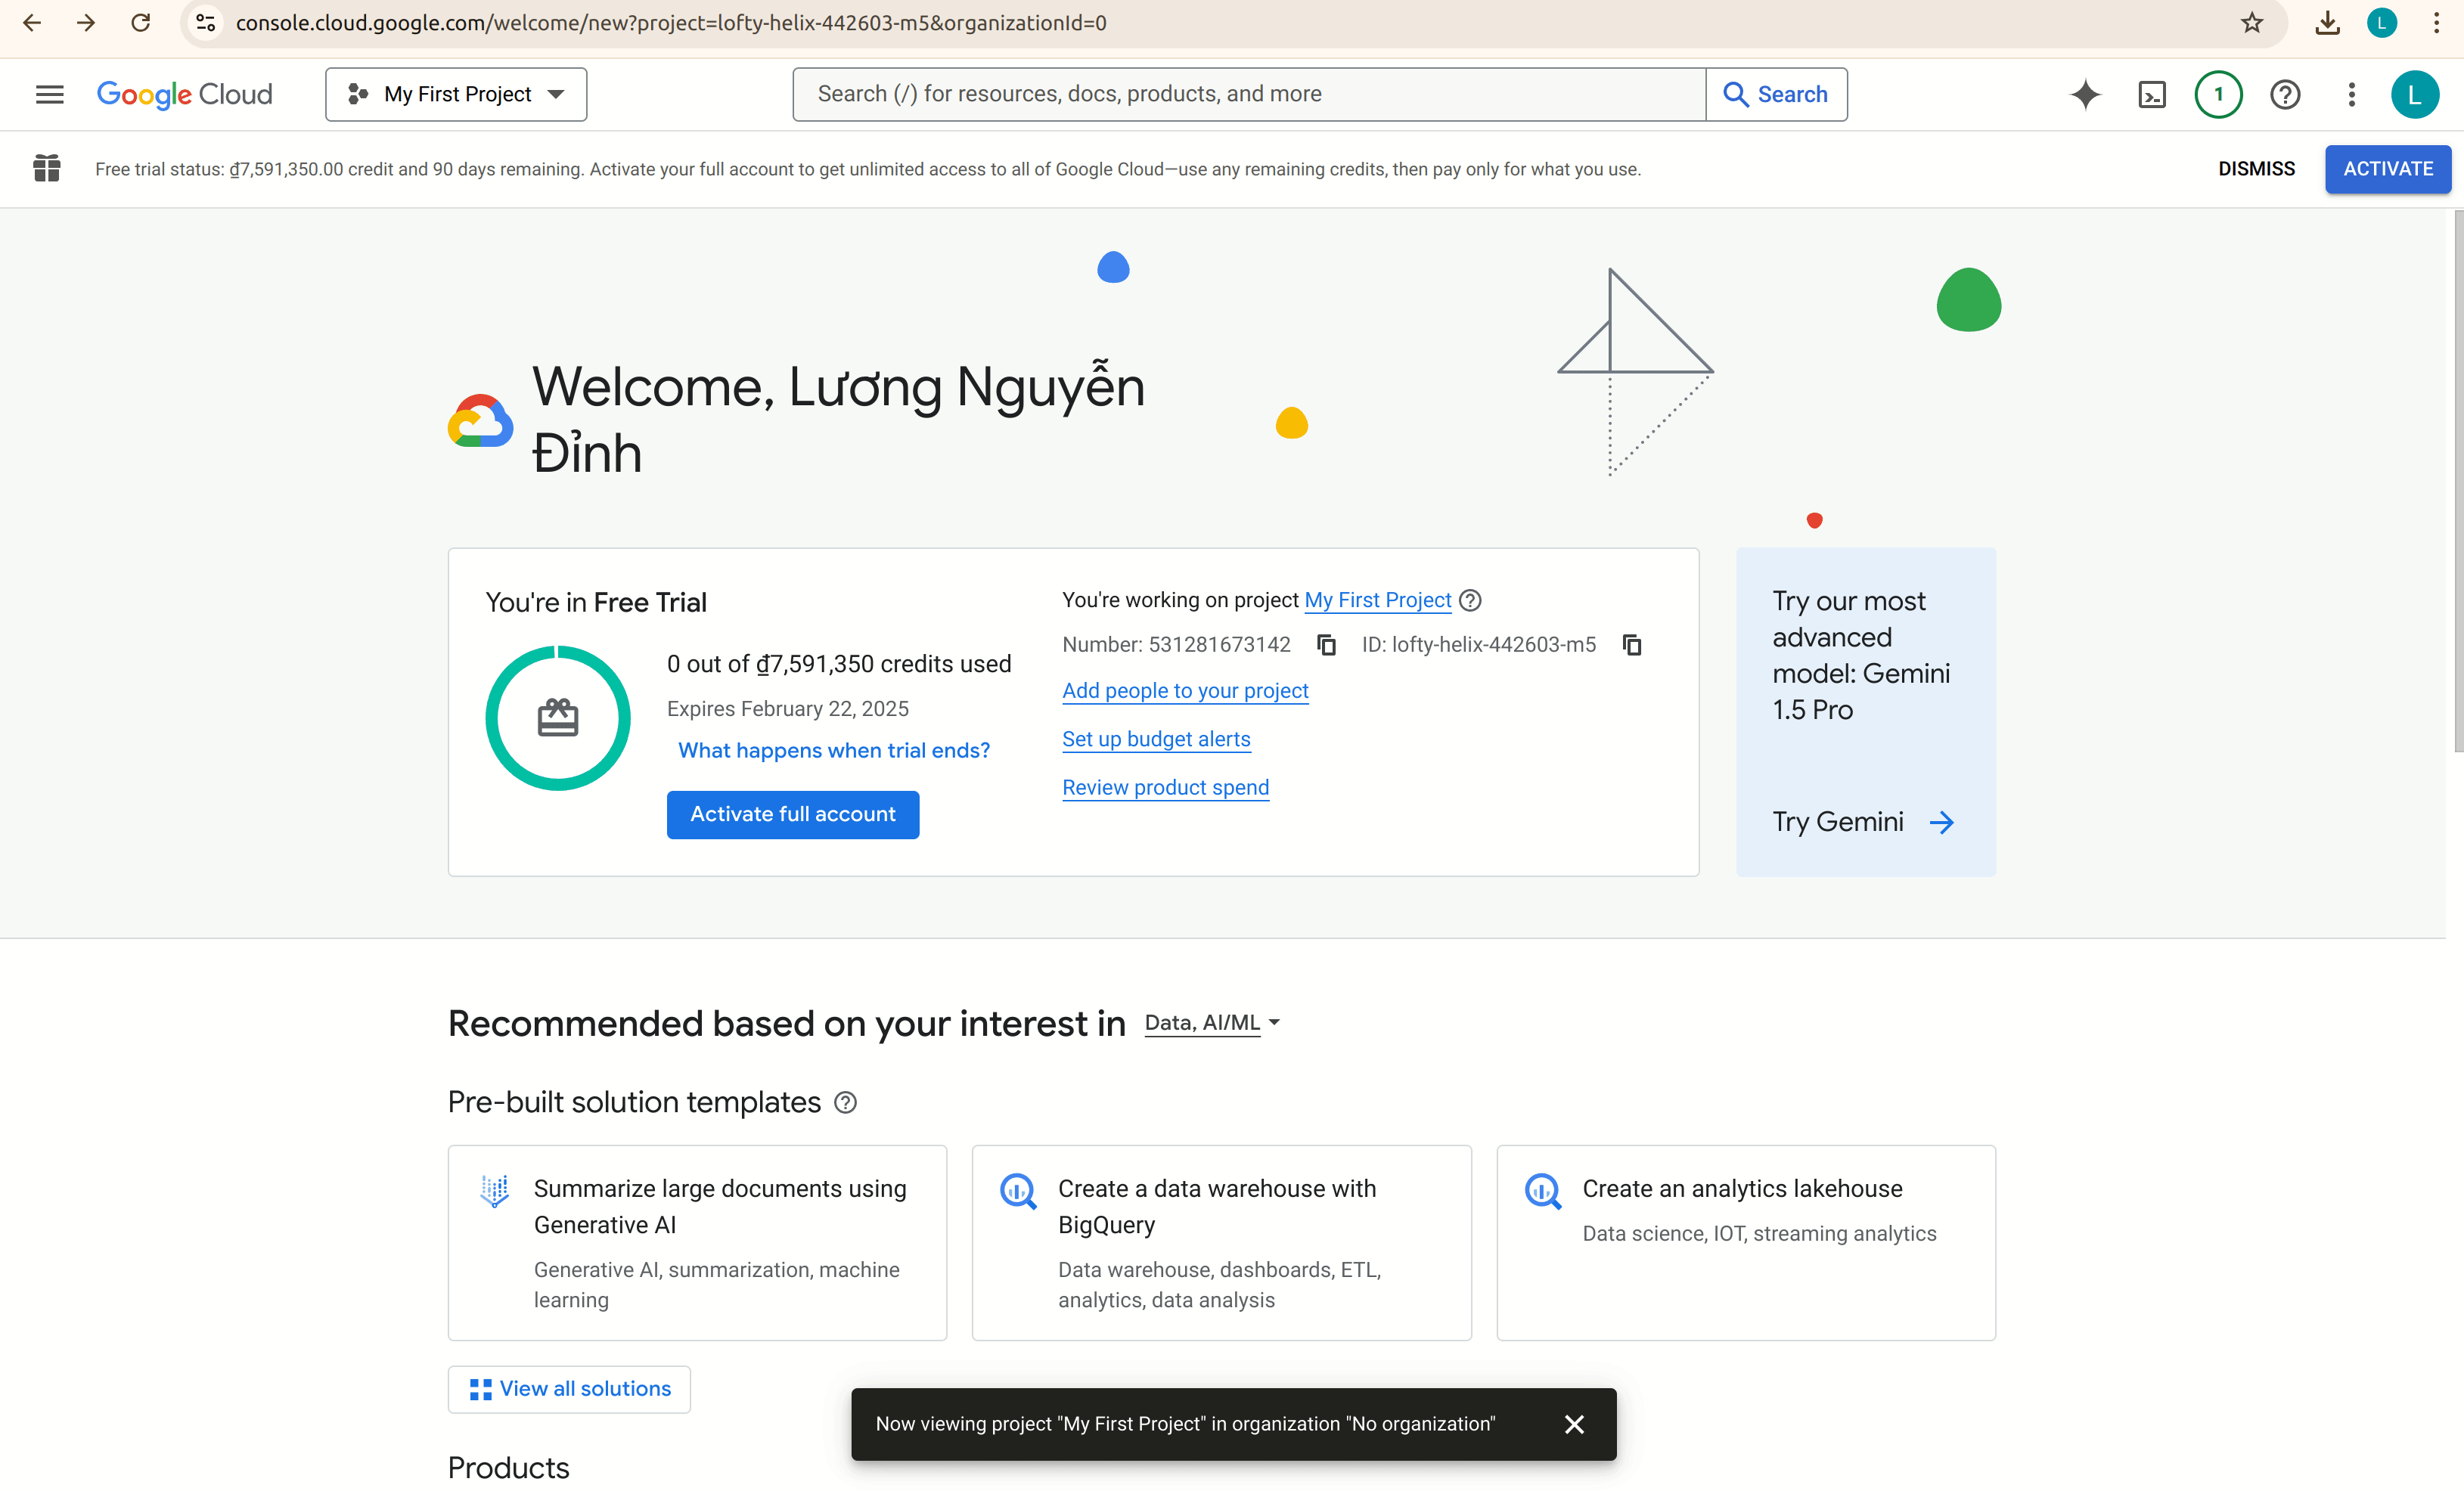 console.cloud.google.com/welcome/new?project=lofty-helix-442603-m5&organizationId=0
L
Google Cloud
My First Project
Search (/) for resources, docs, products, and more
Search
1
L
Free trial status: ₫7,591,350.00 credit and 90 days remaining. Activate your full account to get unlimited access to all of Google Cloud—use any remaining credits, then pay only for what you use.
DISMISS
ACTIVATE
Welcome, Lương Nguyễn
Đỉnh
You're in Free Trial
0 out of ₫7,591,350 credits used
Expires February 22, 2025
What happens when trial ends?
Activate full account
You're working on project My First Project
Number: 531281673142
ID: lofty-helix-442603-m5
Add people to your project
Set up budget alerts
Review product spend
Try our most
advanced
model: Gemini
1.5 Pro
Try Gemini
Recommended based on your interest in Data, AI/ML
Pre-built solution templates
Summarize large documents using
Generative AI
Generative AI, summarization, machine
learning
Create a data warehouse with
BigQuery
Data warehouse, dashboards, ETL,
analytics, data analysis
Create an analytics lakehouse
Data science, IOT, streaming analytics
View all solutions
Now viewing project "My First Project" in organization "No organization"
Products